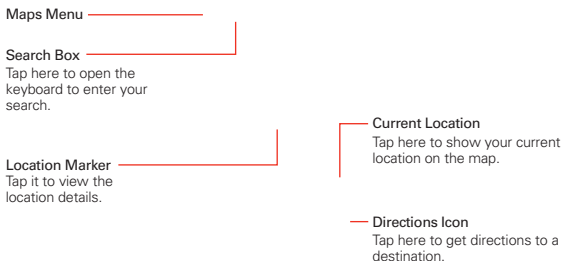 Maps Menu
Search Box
Tap here to open the
keyboard to enter your
search.
Location Marker
Tap it to view the
location details.
Current Location
Tap here to show your current
location on the map.
Directions Icon
Tap here to get directions to a
destination.